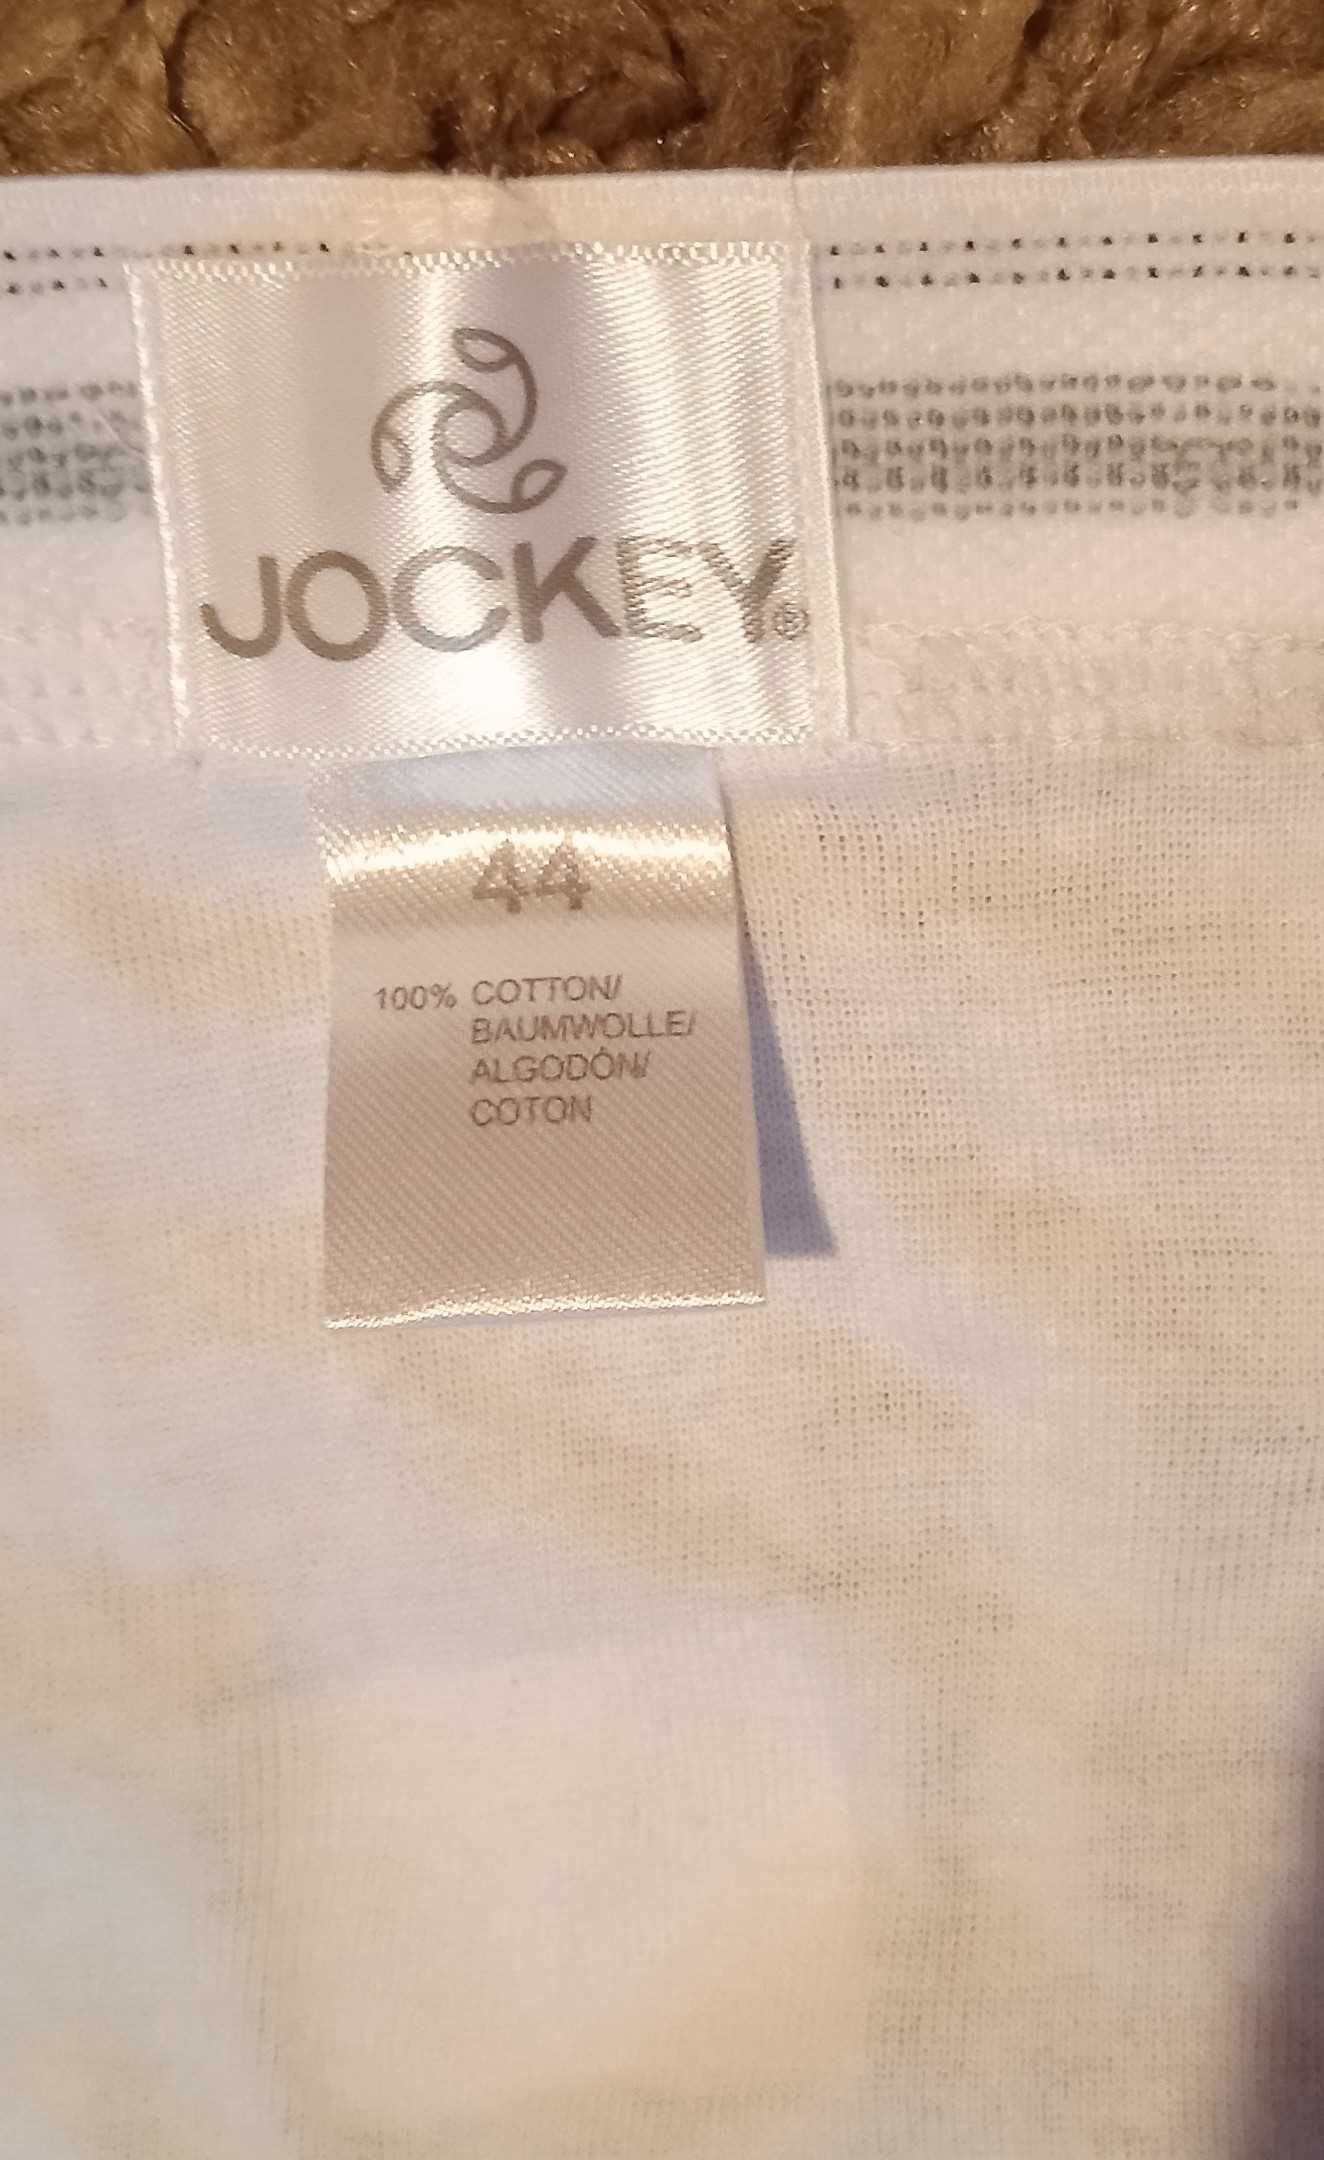 JOCKEY®
44
100% COTTON/
BAUMWOLLE/
ALGODÓN/
COTON